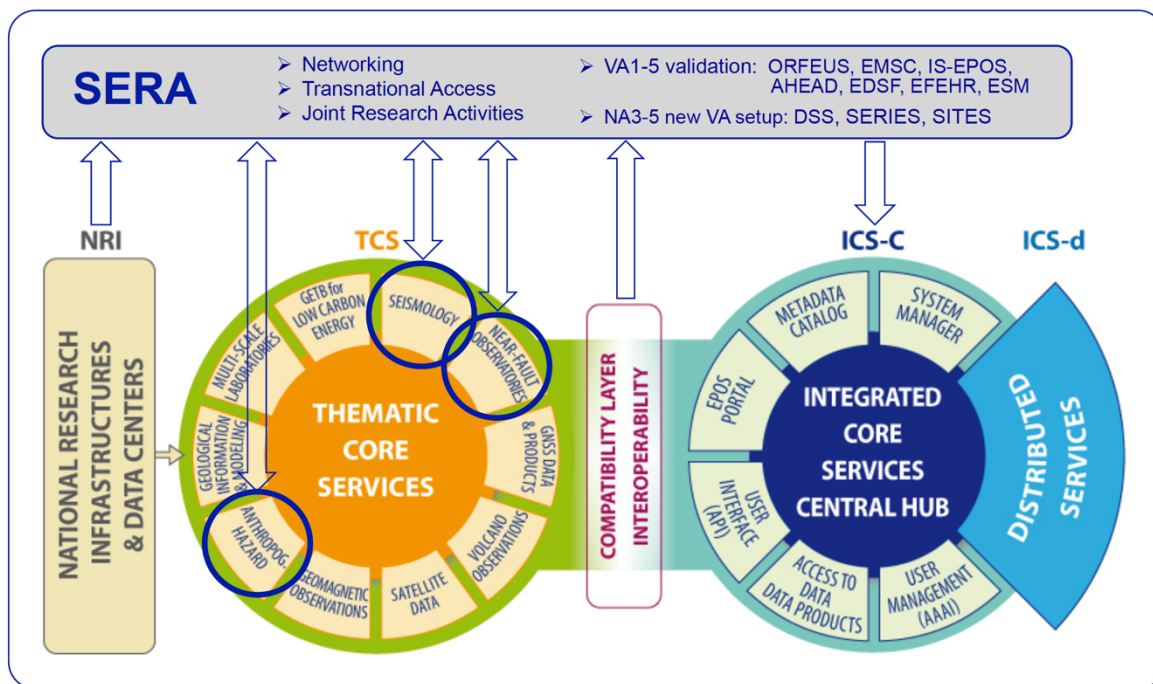 SERA
➢ Networking
➢ Transnational Access
➢ Joint Research Activities
➢ VA1-5 validation: ORFEUS, EMSC, IS-EPOS,
AHEAD, EDSF, EFEHR, ESM
➢ NA3-5 new VA setup: DSS, SERIES, SITES
NRI
TCS
ICS-C
ICS-d
NATIONAL RESEARCH
INFRASTRUCTURES
& DATA CENTERS
THEMATIC
CORE
SERVICES
GETB for
LOW CARBON
ENERGY
SEISMOLOGY
NEAR-FAULT
OBSERVATORIES
GNSS DATA
& PRODUCTS
VOLCANO
OBSERVATIONS
SATELLITE
DATA
GEOMAGNETIC
OBSERVATIONS
ANTHROPOG.
HAZARD
GEOLOGICAL
INFORMATION
& MODELING
MULTI-SCALE
LABORATORIES
COMPATIBILITY LAYER
INTEROPERABILITY
INTEGRATED
CORE
SERVICES
CENTRAL HUB
METADATA
CATALOG
SYSTEM
MANAGER
EPOS
PORTAL
USER
INTERFACE
(API)
ACCESS TO
DATA
DATA PRODUCTS
USER
MANAGEMENT
(AAAI)
DISTRIBUTED
SERVICES